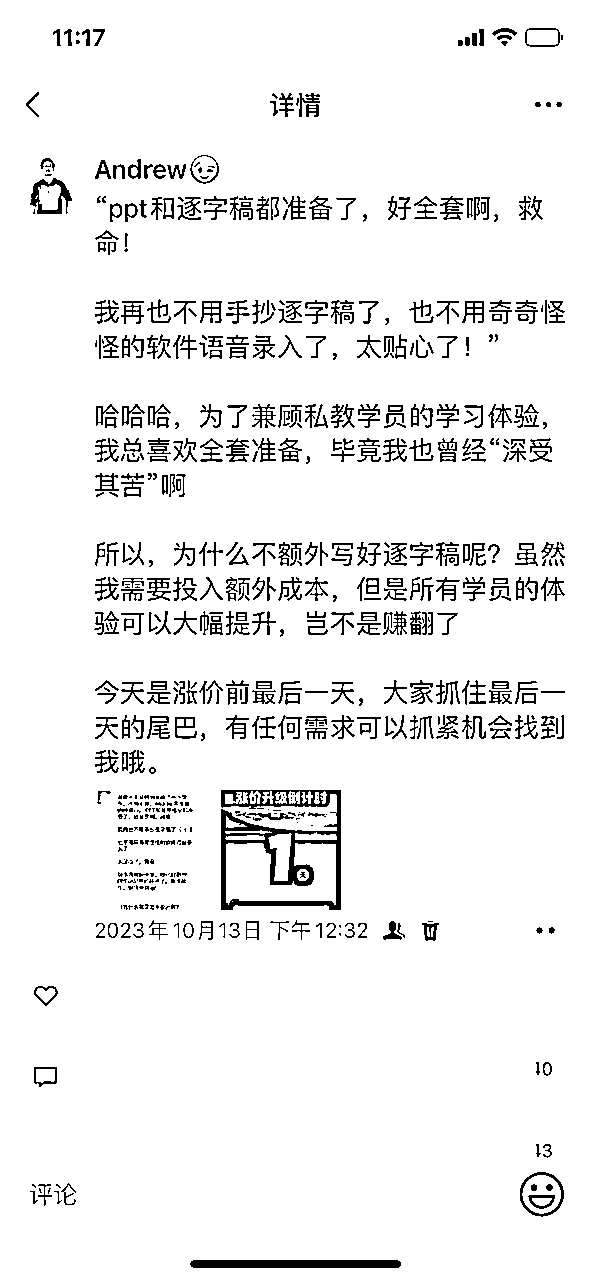 11:17
详情
Andrew😉
“ppt和逐字稿都准备了，好全套啊，救
命！
我再也不用手抄逐字稿了，也不用奇奇怪
怪的软件语音录入了，太贴心了！”
哈哈哈，为了兼顾私教学员的学习体验，
我总喜欢全套准备，毕竟我也曾经“深受
其苦”啊
所以，为什么不额外写好逐字稿呢？虽然
我需要投入额外成本，但是所有学员的体
验可以大幅提升，岂不是赚翻了
今天是涨价前最后一天，大家抓住最后一
天的尾巴，有任何需求可以抓紧机会找到
我哦。
涨价升级倒计时
1天
2023年10月13日 下午12:32
10
13
评论